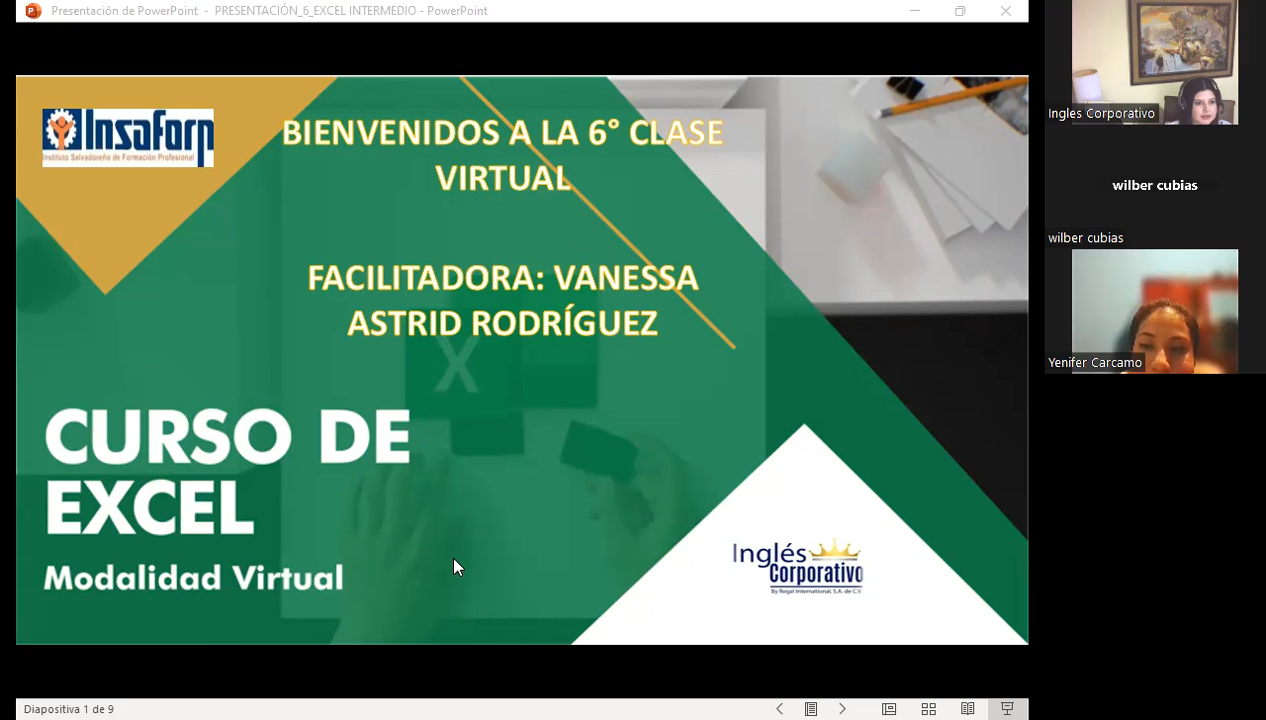 Presentación de PowerPoint - PRESENTACIÓN_6_EXCEL INTERMEDIO - PowerPoint
Insaforp
Instituto Salvadoreño de Formación Profesional
BIENVENIDOS A LA 6° CLASE
VIRTUAL
FACILITADORA: VANESSA
ASTRID RODRÍGUEZ
X
CURSO DE
EXCEL
Modalidad Virtual
Inglés
Corporativo
By Regal International, S.A. de C.V.
Diapositiva 1 de 9
Ingles Corporativo
wilber cubias
wilber cubias
Yenifer Carcamo